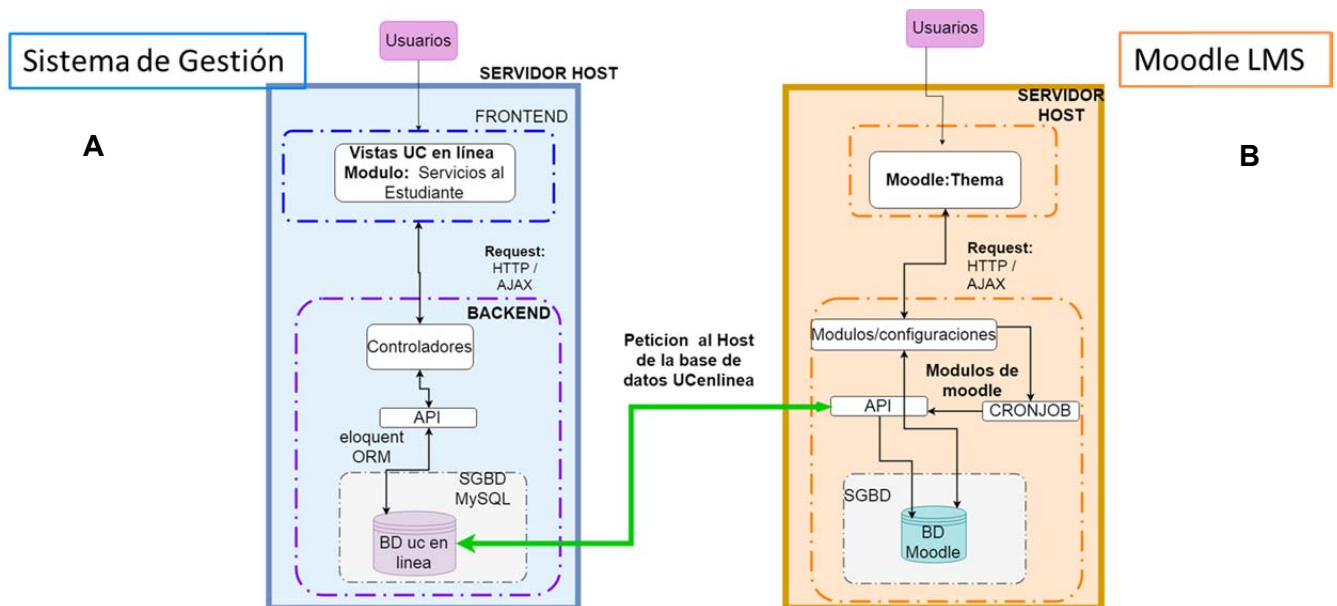 Sistema de Gestión
A
Usuarios
SERVIDOR HOST
FRONTEND
Vistas UC en línea
Modulo: Servicios al
Estudiante
Request:
HTTP /
AJAX
BACKEND
Controladores
API
eloquent
ORM
SGBD
MySQL
BD uc en
linea
Peticion al Host
de la base de
datos UCenlinea
Usuarios
Moodle LMS
B
SERVIDOR
HOST
Moodle:Thema
Request:
HTTP /
AJAX
Modulos/configuraciones
Modulos de
moodle
API
CRONJOB
SGBD
BD
Moodle